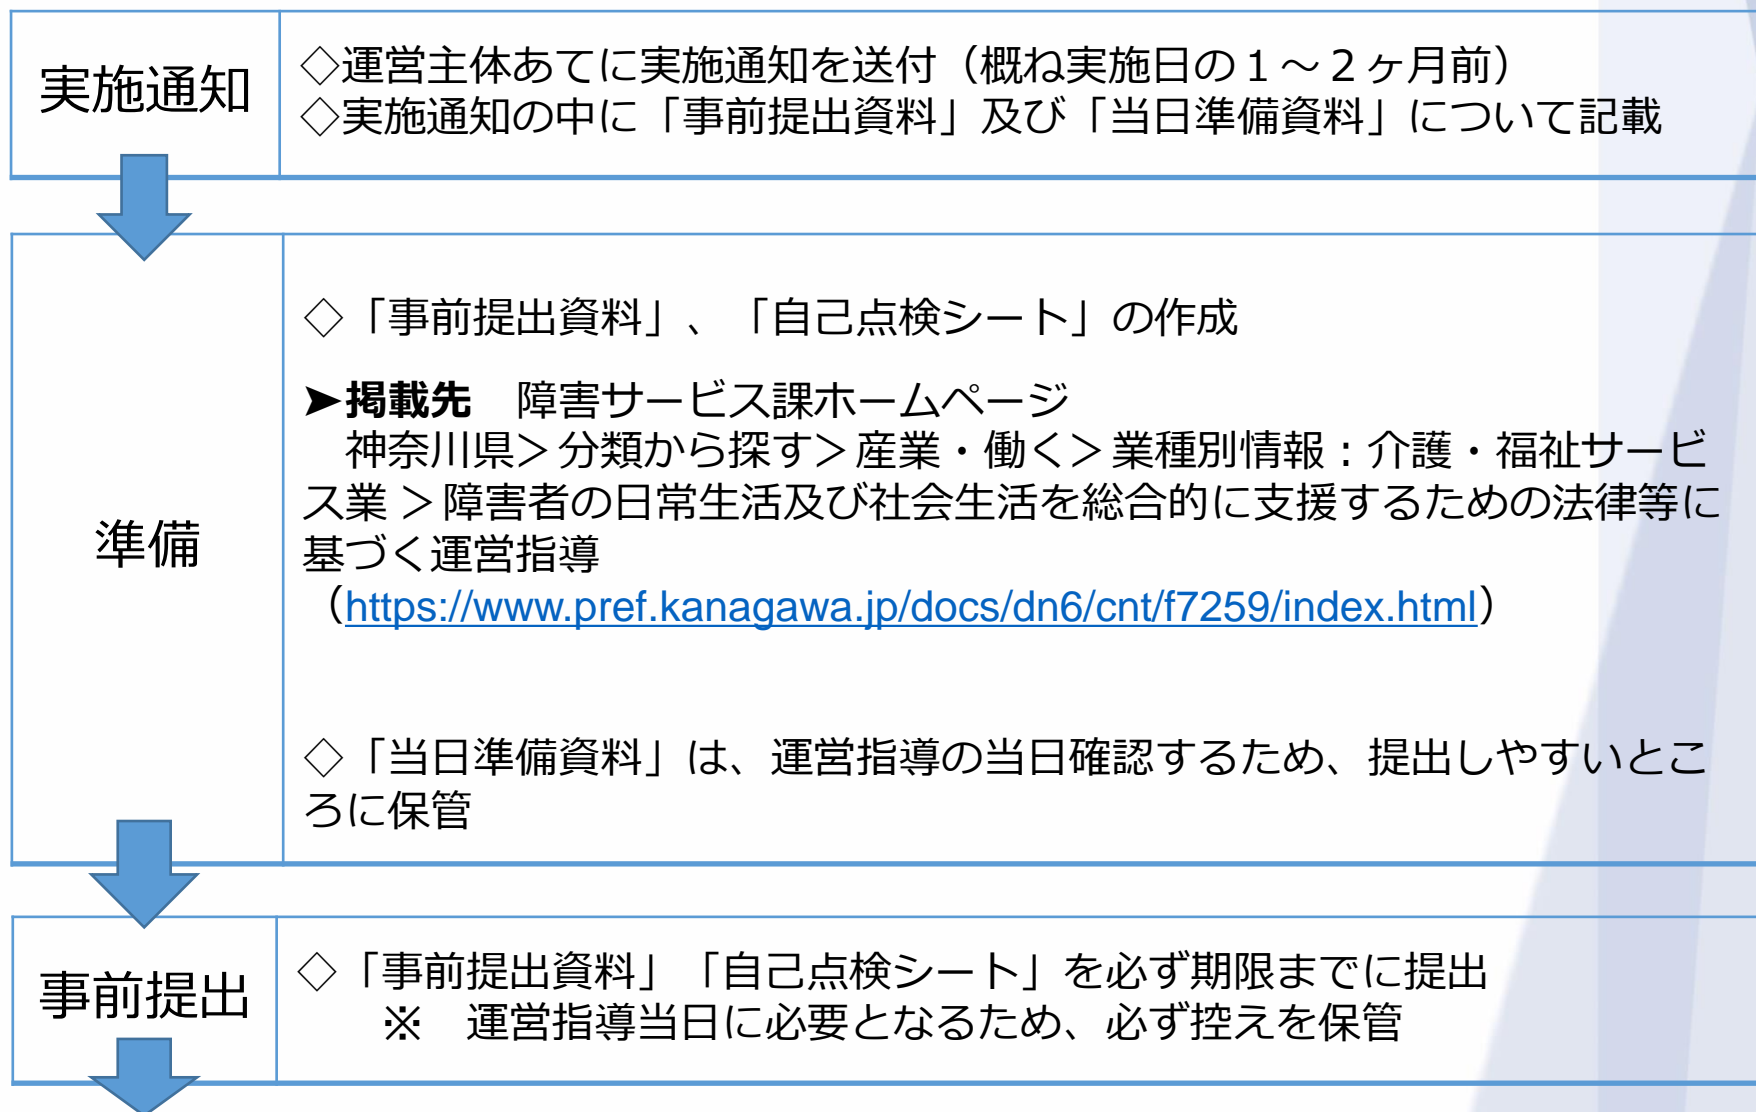 実施通知
◇運営主体あてに実施通知を送付（概ね実施日の１～２ヶ月前）
◇実施通知の中に「事前提出資料」及び「当日準備資料」について記載
準備
◇「事前提出資料」、「自己点検シート」の作成
➤掲載先　障害サービス課ホームページ
神奈川県＞分類から探す＞産業・働く＞業種別情報：介護・福祉サービ
ス業 ＞障害者の日常生活及び社会生活を総合的に支援するための法律等に
基づく運営指導
（https://www.pref.kanagawa.jp/docs/dn6/cnt/f7259/index.html）
◇「当日準備資料」は、運営指導の当日確認するため、提出しやすいとこ
ろに保管
事前提出
◇「事前提出資料」「自己点検シート」を必ず期限までに提出
※　運営指導当日に必要となるため、必ず控えを保管